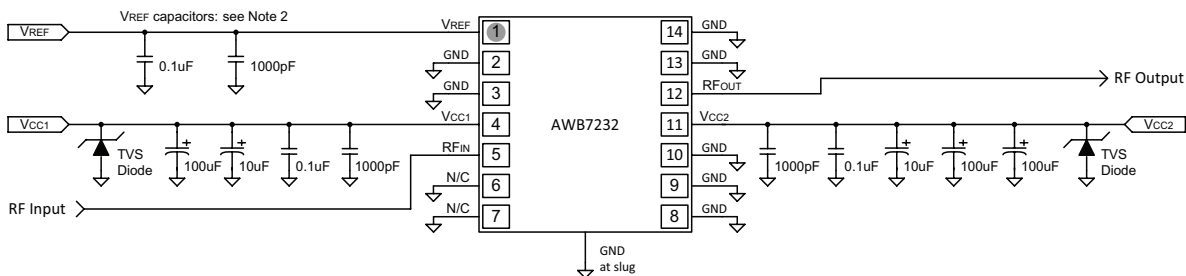 VREF capacitors: see Note 2
VREF
0.1uF
1000pF
VREF
GND
GND
VCC1
VCC1
TVS
Diode
100uF
10uF
0.1uF
1000pF
RFIN
N/C
N/C
RF Input
1
2
3
4
5
6
7
AWB7232
14
13
12
11
10
9
8
GND
at slug
GND
GND
RFOUT
RF Output
VCC2
VCC2
1000pF
0.1uF
10uF
100uF
100uF
TVS
Diode
GND
GND
GND